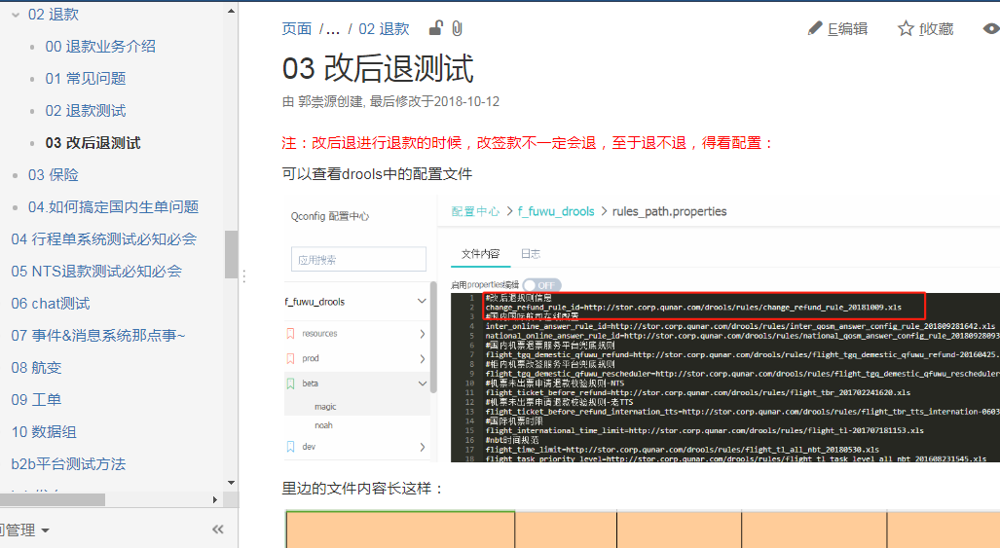 02 退款
00 退款业务介绍
01 常见问题
02 退款测试
03 改后退测试
03 保险
04.如何搞定国内生单问题
04 行程单系统测试必知必会
05 NTS退款测试必知必会
06 chat测试
07 事件&消息系统那点事~
08 航变
09 工单
10 数据组
b2b平台测试方法
管理
页面 /... / 02 退款
E编辑
f收藏
03 改后退测试
由 郭崇源创建, 最后修改于2018-10-12
注：改后退进行退款的时候，改签款不一定会退，至于退不退，得看配置：
可以查看drools中的配置文件
Qconfig 配置中心
应用搜索
f_fuwu_drools
resources
prod
beta
magic
noah
dev
配置中心 > f_fuwu_drools > rules_path.properties
文件内容 日志
启用properties编辑 OFF
1 #改后退规则信息
2 change_refund_rule_id=http://stor.corp.qunar.com/drools/rules/change_refund_rule_20181009.xls
3 #国内国际航司在线配置
4 inter_online_answer_rule_id=http://stor.corp.qunar.com/drools/rules/inter_qosm_answer_config_rule_201809281642.xls
5 national_online_answer_rule_id=http://stor.corp.qunar.com/drools/rules/national_qosm_answer_config_rule_20180928093
6 #国内机票退票服务平台兜底规则
7 flight_tgq_demestic_qfuwu_refund=http://stor.corp.qunar.com/drools/rules/flight_tgq_demestic_qfuwu_refund-20160425.
8 #国内机票改签服务平台兜底规则
9 flight_tgq_demestic_qfuwu_rescheduler=http://stor.corp.qunar.com/drools/rules/flight_tgq_demestic_qfuwu_rescheduler
10 #机票未出票申请退款校验规则-NTS
11 flight_ticket_before_refund=http://stor.corp.qunar.com/drools/rules/flight_tbr_201702241620.xls
12 #机票未出票申请退款校验规则-老TTS
13 flight_ticket_before_refund_internation_tts=http://stor.corp.qunar.com/drools/rules/flight_tbr_tts_internation-0603
14 #国际机票时限
15 flight_international_time_limit=http://stor.corp.qunar.com/drools/rules/flight_tl-201707181153.xls
16 #nbt时间规范
17 flight_time_limit=http://stor.corp.qunar.com/drools/rules/flight_tl_all_nbt_20180530.xls
18 flight_task_priority_level=http://stor.corp.qunar.com/drools/rules/flight_tl_task_level_all_nbt_201608231545.xls
里边的文件内容长这样：